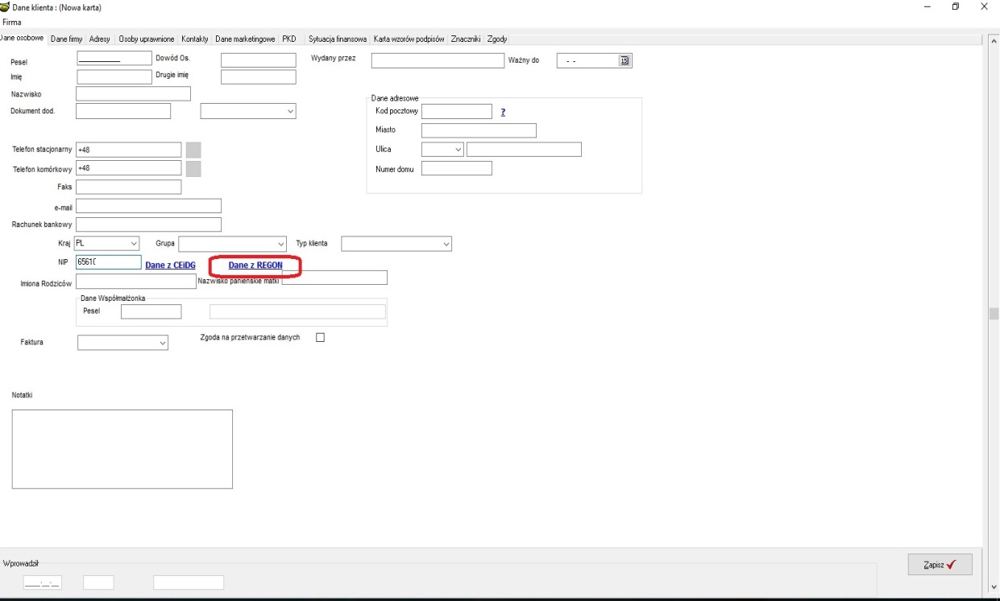 Dane klienta : (Nowa karta)
Firma
Dane osobowe Dane firmy Adresy Osoby uprawnione Kontakty Dane marketingowe PKD Sytuacja finansowa Karta wzorów podpisów Znaczniki Zgody
Pesel Dowód Os. Wydany przez Ważny do - - 15
Imię Drugie imię
Nazwisko
Dokument dod.
Dane adresowe
Kod pocztowy ?
Miasto
Ulica
Numer domu
Telefon stacjonarny +48
Telefon komórkowy +48
Faks
e-mail
Rachunek bankowy
Kraj PL Grupa Typ klienta
NIP Dane z CEiDG Dane z REGON
Imiona Rodziców Nazwisko panieńskie matki
Dane Współmałżonka
Pesel
Faktura Zgoda na przetwarzanie danych
Notatki
Wprowadził
Zapisz